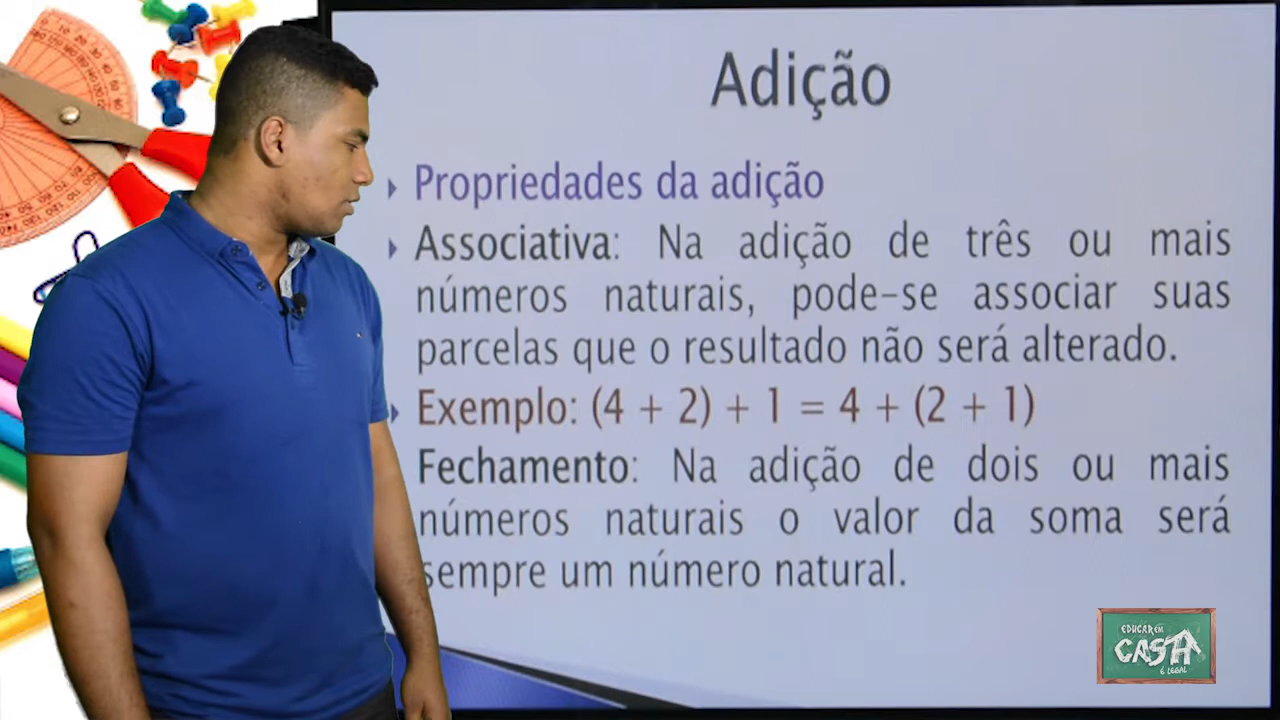 Adição
Propriedades da adição
Associativa: Na adição de três ou mais
números naturais, pode-se associar suas
parcelas que o resultado não será alterado.
Exemplo: (4 + 2) + 1 = 4 + (2 + 1)
Fechamento: Na adição de dois ou mais
números naturais o valor da soma será
sempre um número natural.
EDUCAR EM
CASA
É LEGAL